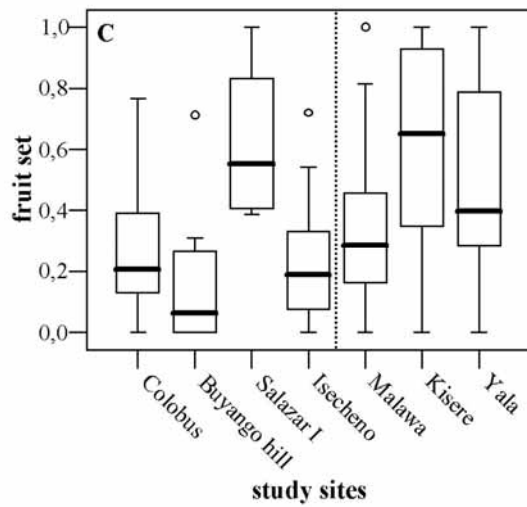 C
fruit set
1,0
0,8
0,6
0,4
0,2
0,0
Colobus
Buyango hill
Salazar I
Isecheno
Malawa
Kisere
Yala
study sites